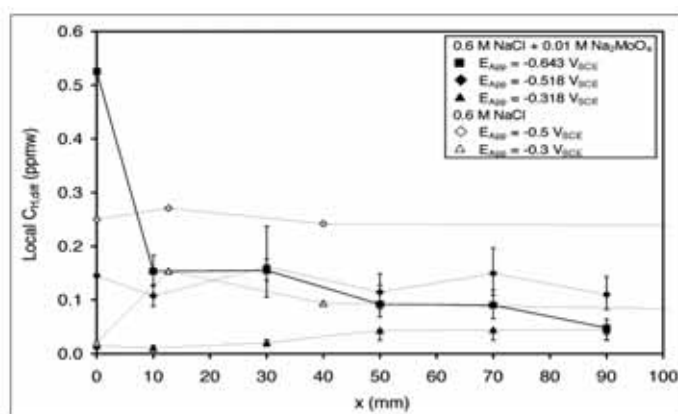 0.6
0.5
0.4
0.3
0.2
0.1
0.0
Local C_H,diff (ppmw)
0.6 M NaCl + 0.01 M Na₂MoO₄
E_App = -0.643 V_SCE
E_App = -0.518 V_SCE
E_App = -0.318 V_SCE
0.6 M NaCl
E_App = -0.5 V_SCE
E_App = -0.3 V_SCE
0 10 20 30 40 50 60 70 80 90 100
x (mm)